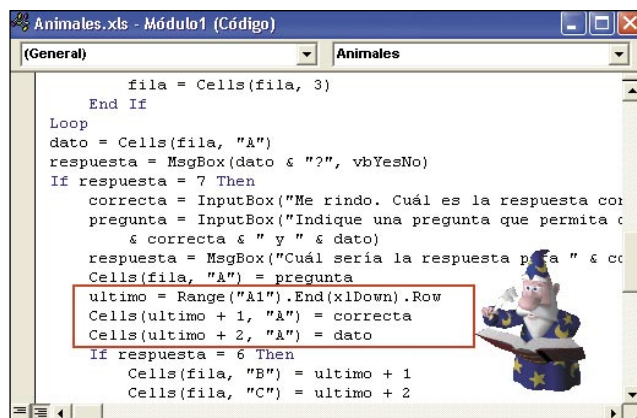 Animales.xls - Módulo1 (Código)
(General) Animales
fila = Cells(fila, 3)
End If
Loop
dato = Cells(fila, "A")
respuesta = MsgBox(dato & "?", vbYesNo)
If respuesta = 7 Then
correcta = InputBox("Me rindo. Cuál es la respuesta
pregunta = InputBox("Indique una pregunta que permita
& correcta & " y " & dato)
respuesta = MsgBox("Cuál sería la respuesta para " &
Cells(fila, "A") = pregunta
ultimo = Range("A1").End(xlDown).Row
Cells(ultimo + 1, "A") = correcta
Cells(ultimo + 2, "A") = dato
If respuesta = 6 Then
Cells(fila, "B") = ultimo + 1
Cells(fila, "C") = ultimo + 2